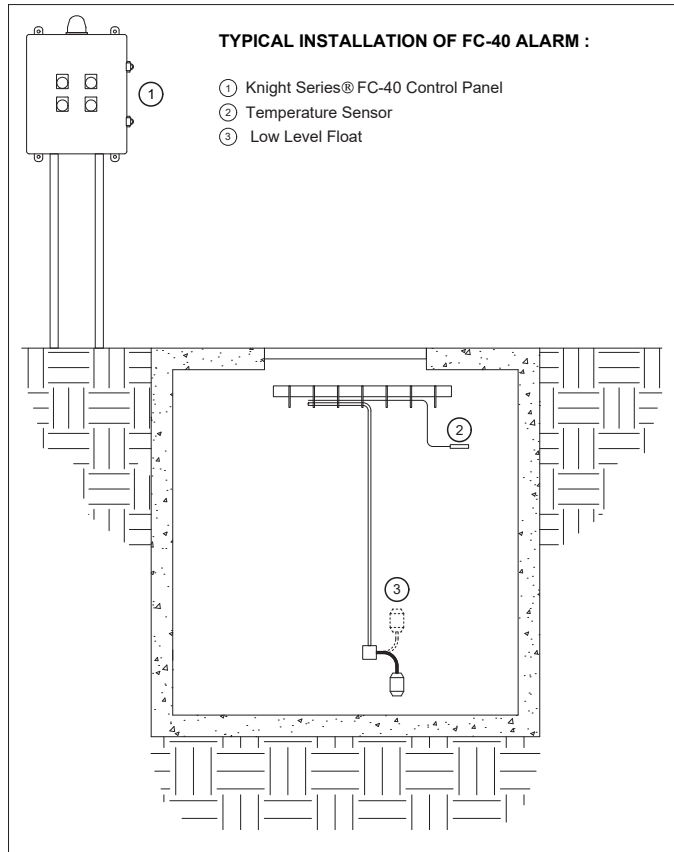 TYPICAL INSTALLATION OF FC-40 ALARM :
① Knight Series® FC-40 Control Panel
② Temperature Sensor
③ Low Level Float
①
②
③